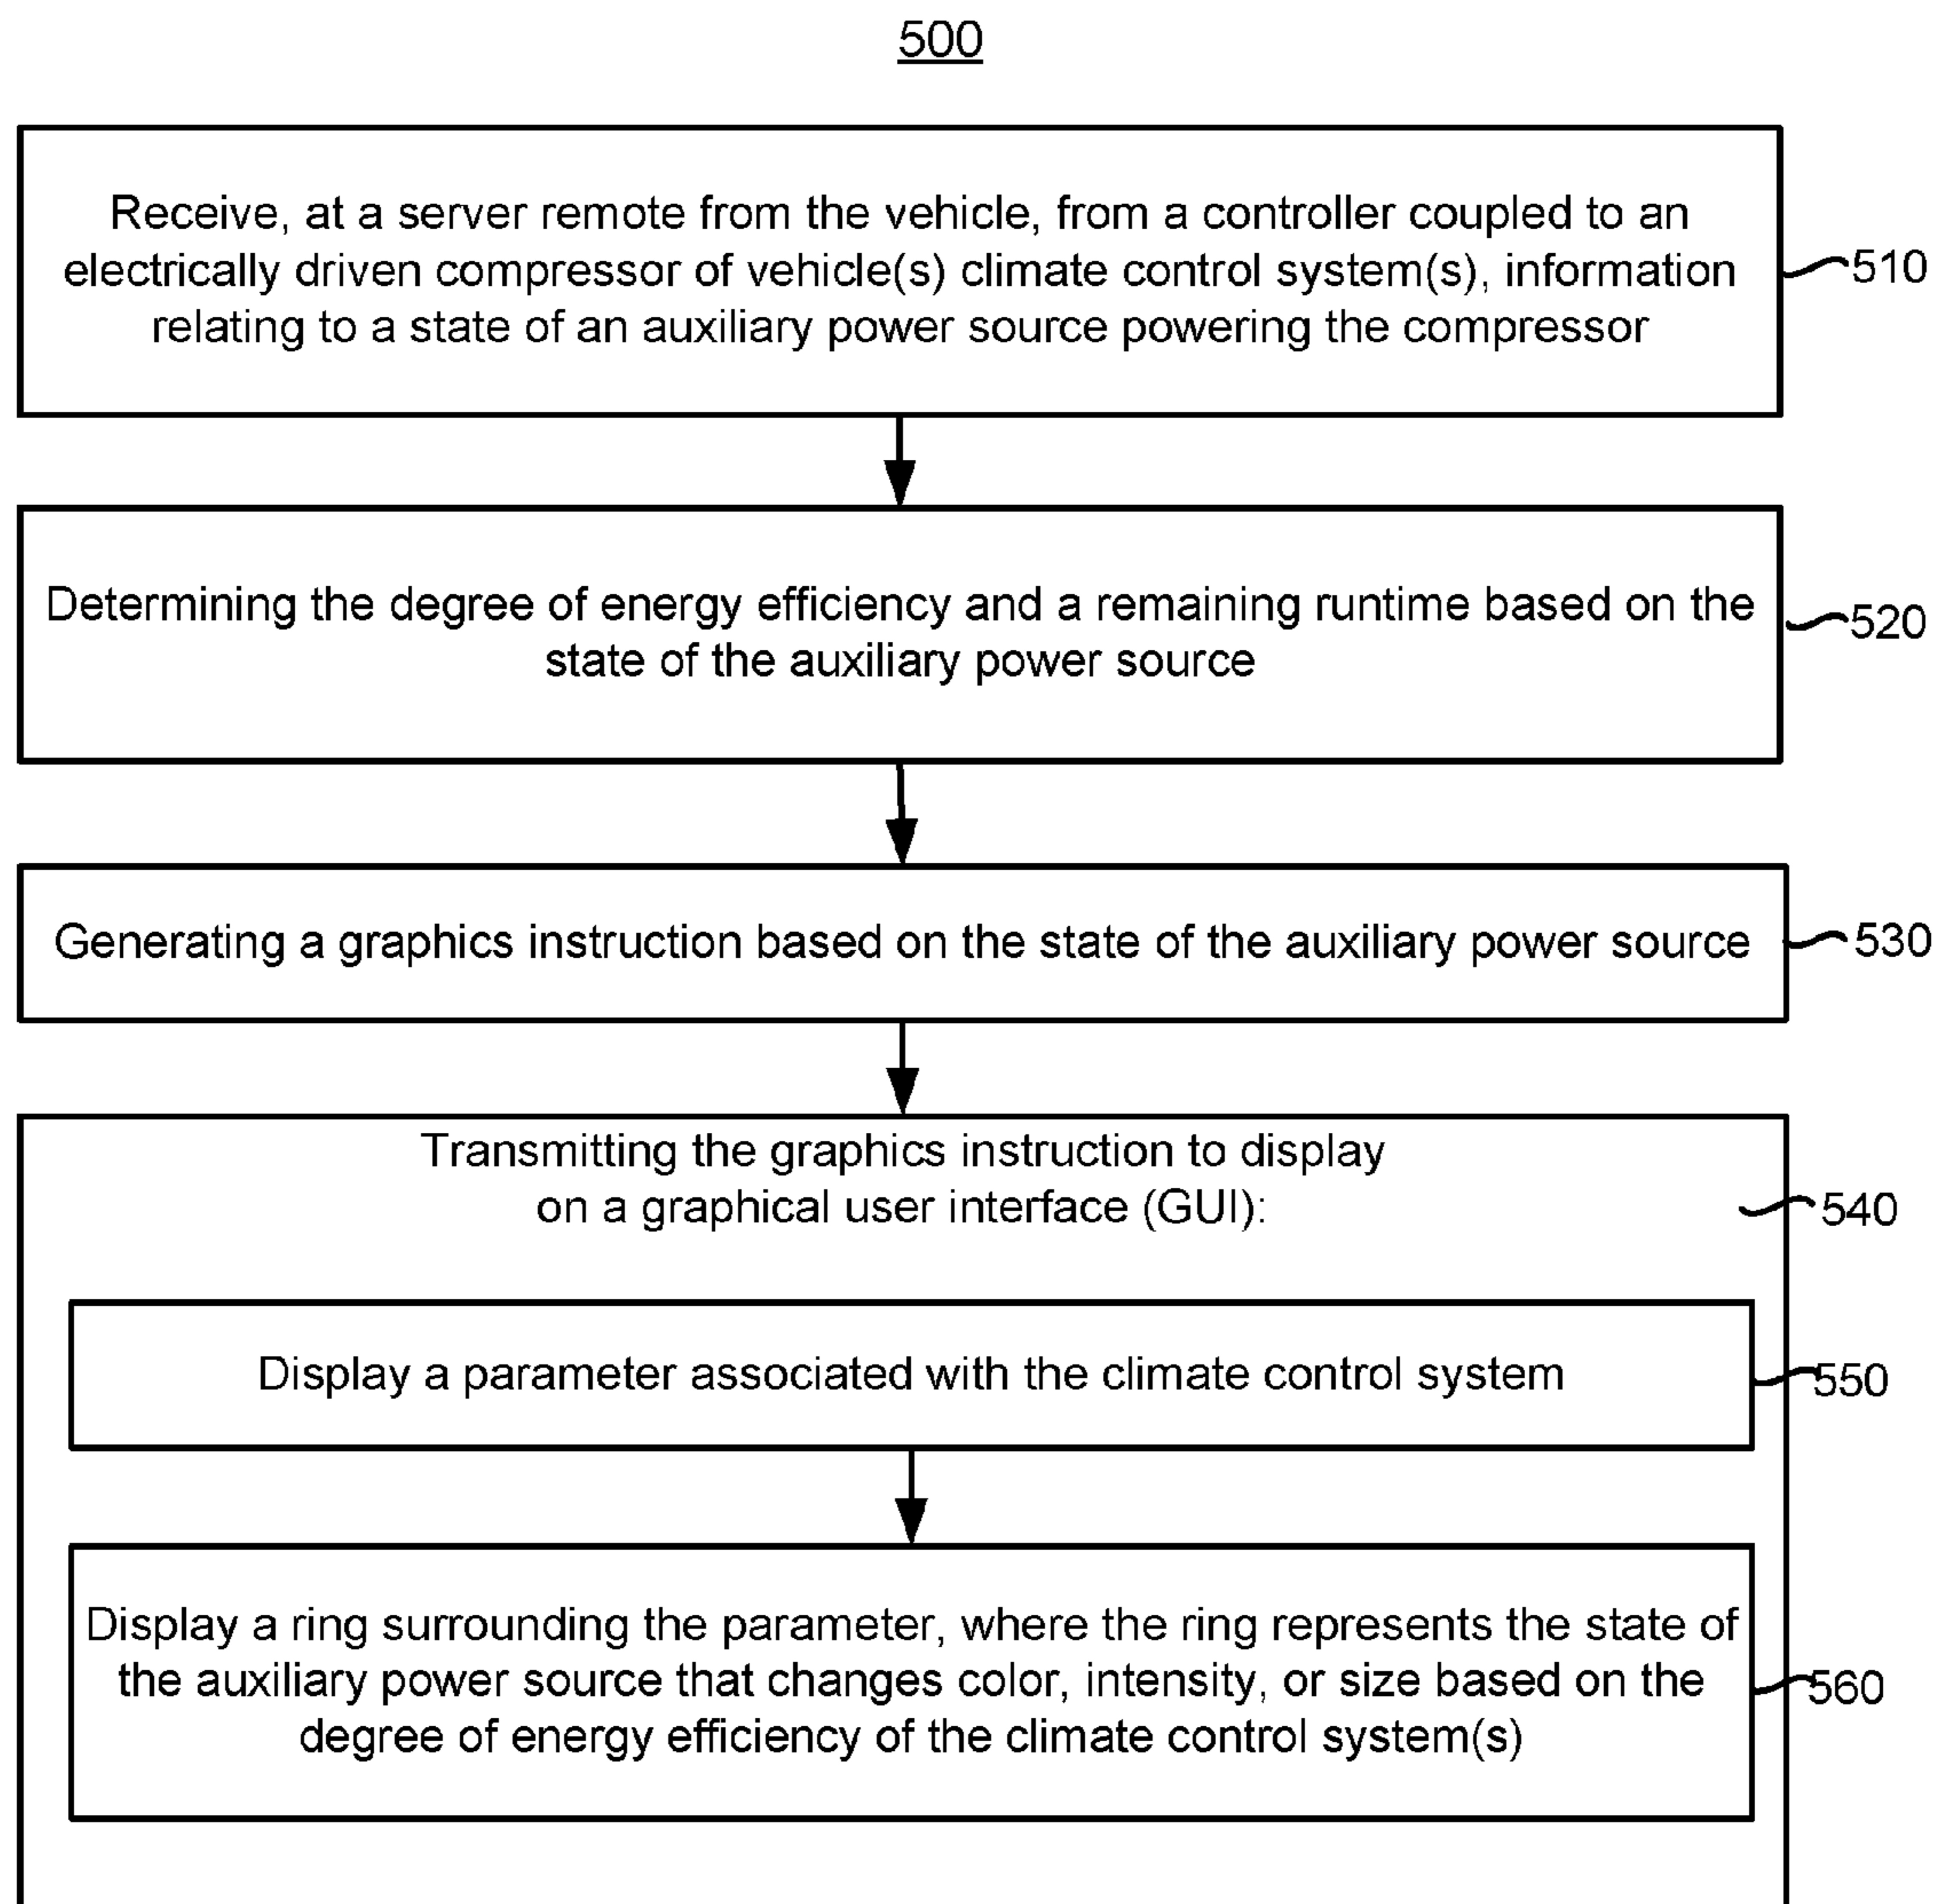 500
Receive, at a server remote from the vehicle, from a controller coupled to an
electrically driven compressor of vehicle(s) climate control system(s), information
relating to a state of an auxiliary power source powering the compressor
510
Determining the degree of energy efficiency and a remaining runtime based on the
state of the auxiliary power source
520
Generating a graphics instruction based on the state of the auxiliary power source
530
Transmitting the graphics instruction to display
on a graphical user interface (GUI):
540
Display a parameter associated with the climate control system
550
Display a ring surrounding the parameter, where the ring represents the state of
the auxiliary power source that changes color, intensity, or size based on the
degree of energy efficiency of the climate control system(s)
560